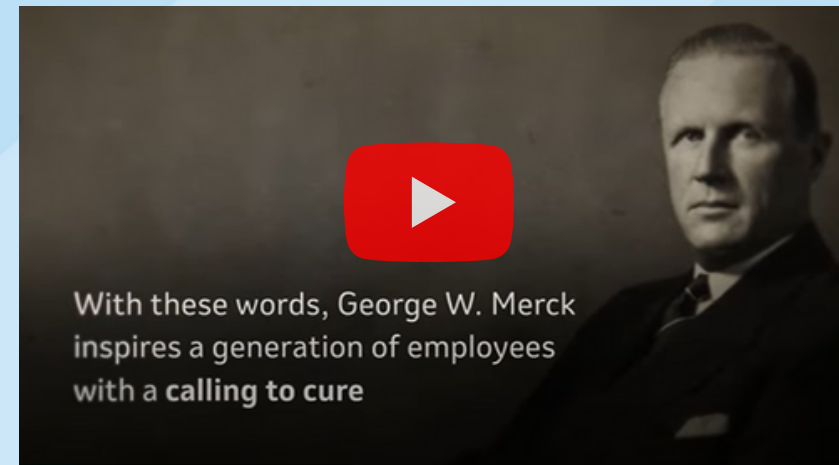 With these words, George W. Merck
inspires a generation of employees
with a calling to cure